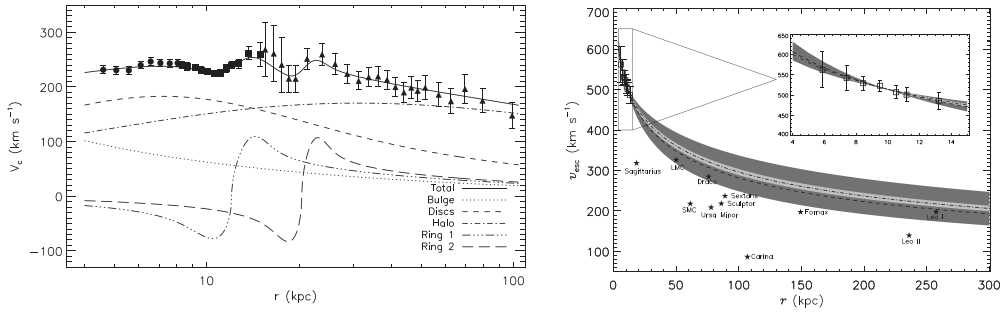 300
200
100
0
−100
V_c (km s⁻¹)
10
100
r (kpc)
Total
Bulge
Discs
Halo
Ring 1
Ring 2
700
600
500
400
300
200
100
v_esc (km s⁻¹)
0
50
100
150
200
250
300
r (kpc)
650
600
550
500
450
400
4
6
8
10
12
14
Sagittarius
LMC
Draco
SMC
Sextans
Sculptor
Ursa Minor
Fornax
Leo I
Leo II
Carina